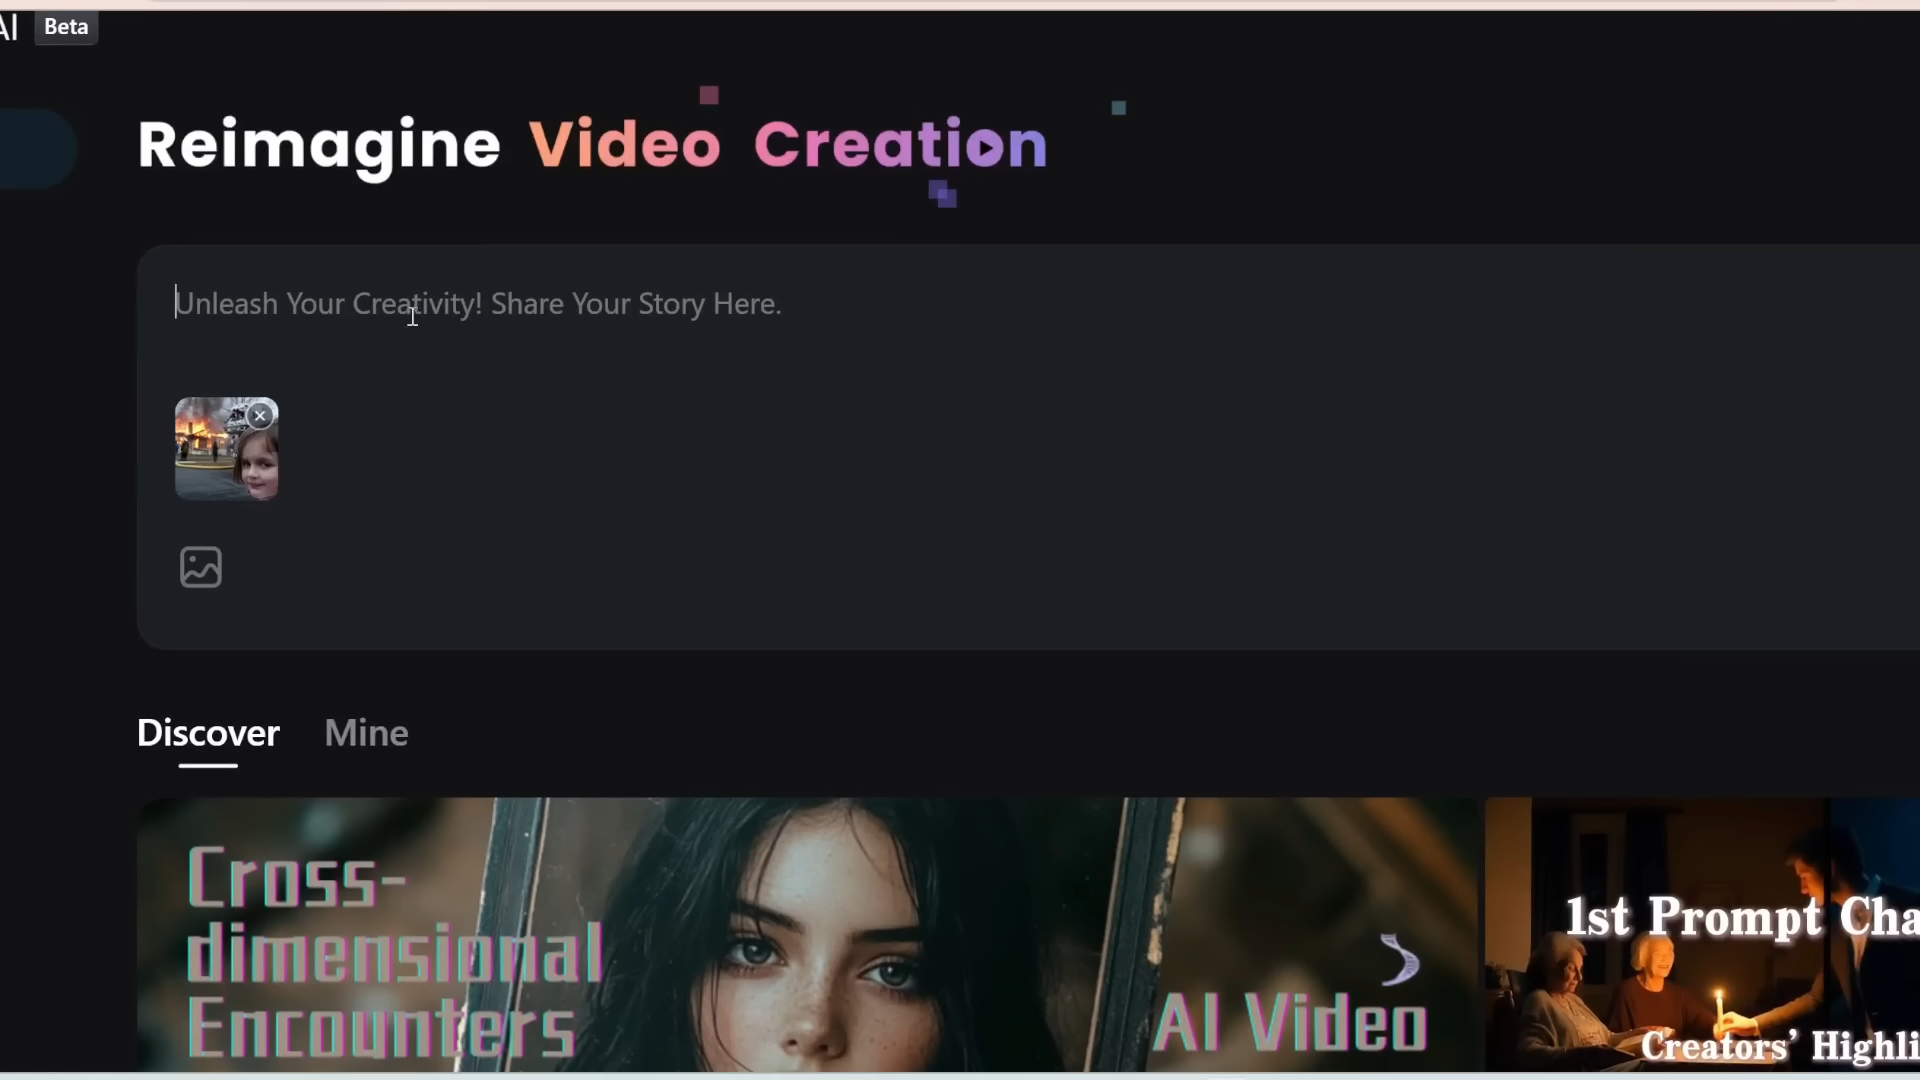 AI Beta
Reimagine Video Creation
Unleash Your Creativity! Share Your Story Here.
Discover Mine
Cross-
dimensional
Encounters
AI Video
1st Prompt Cha
Creators’ Highli